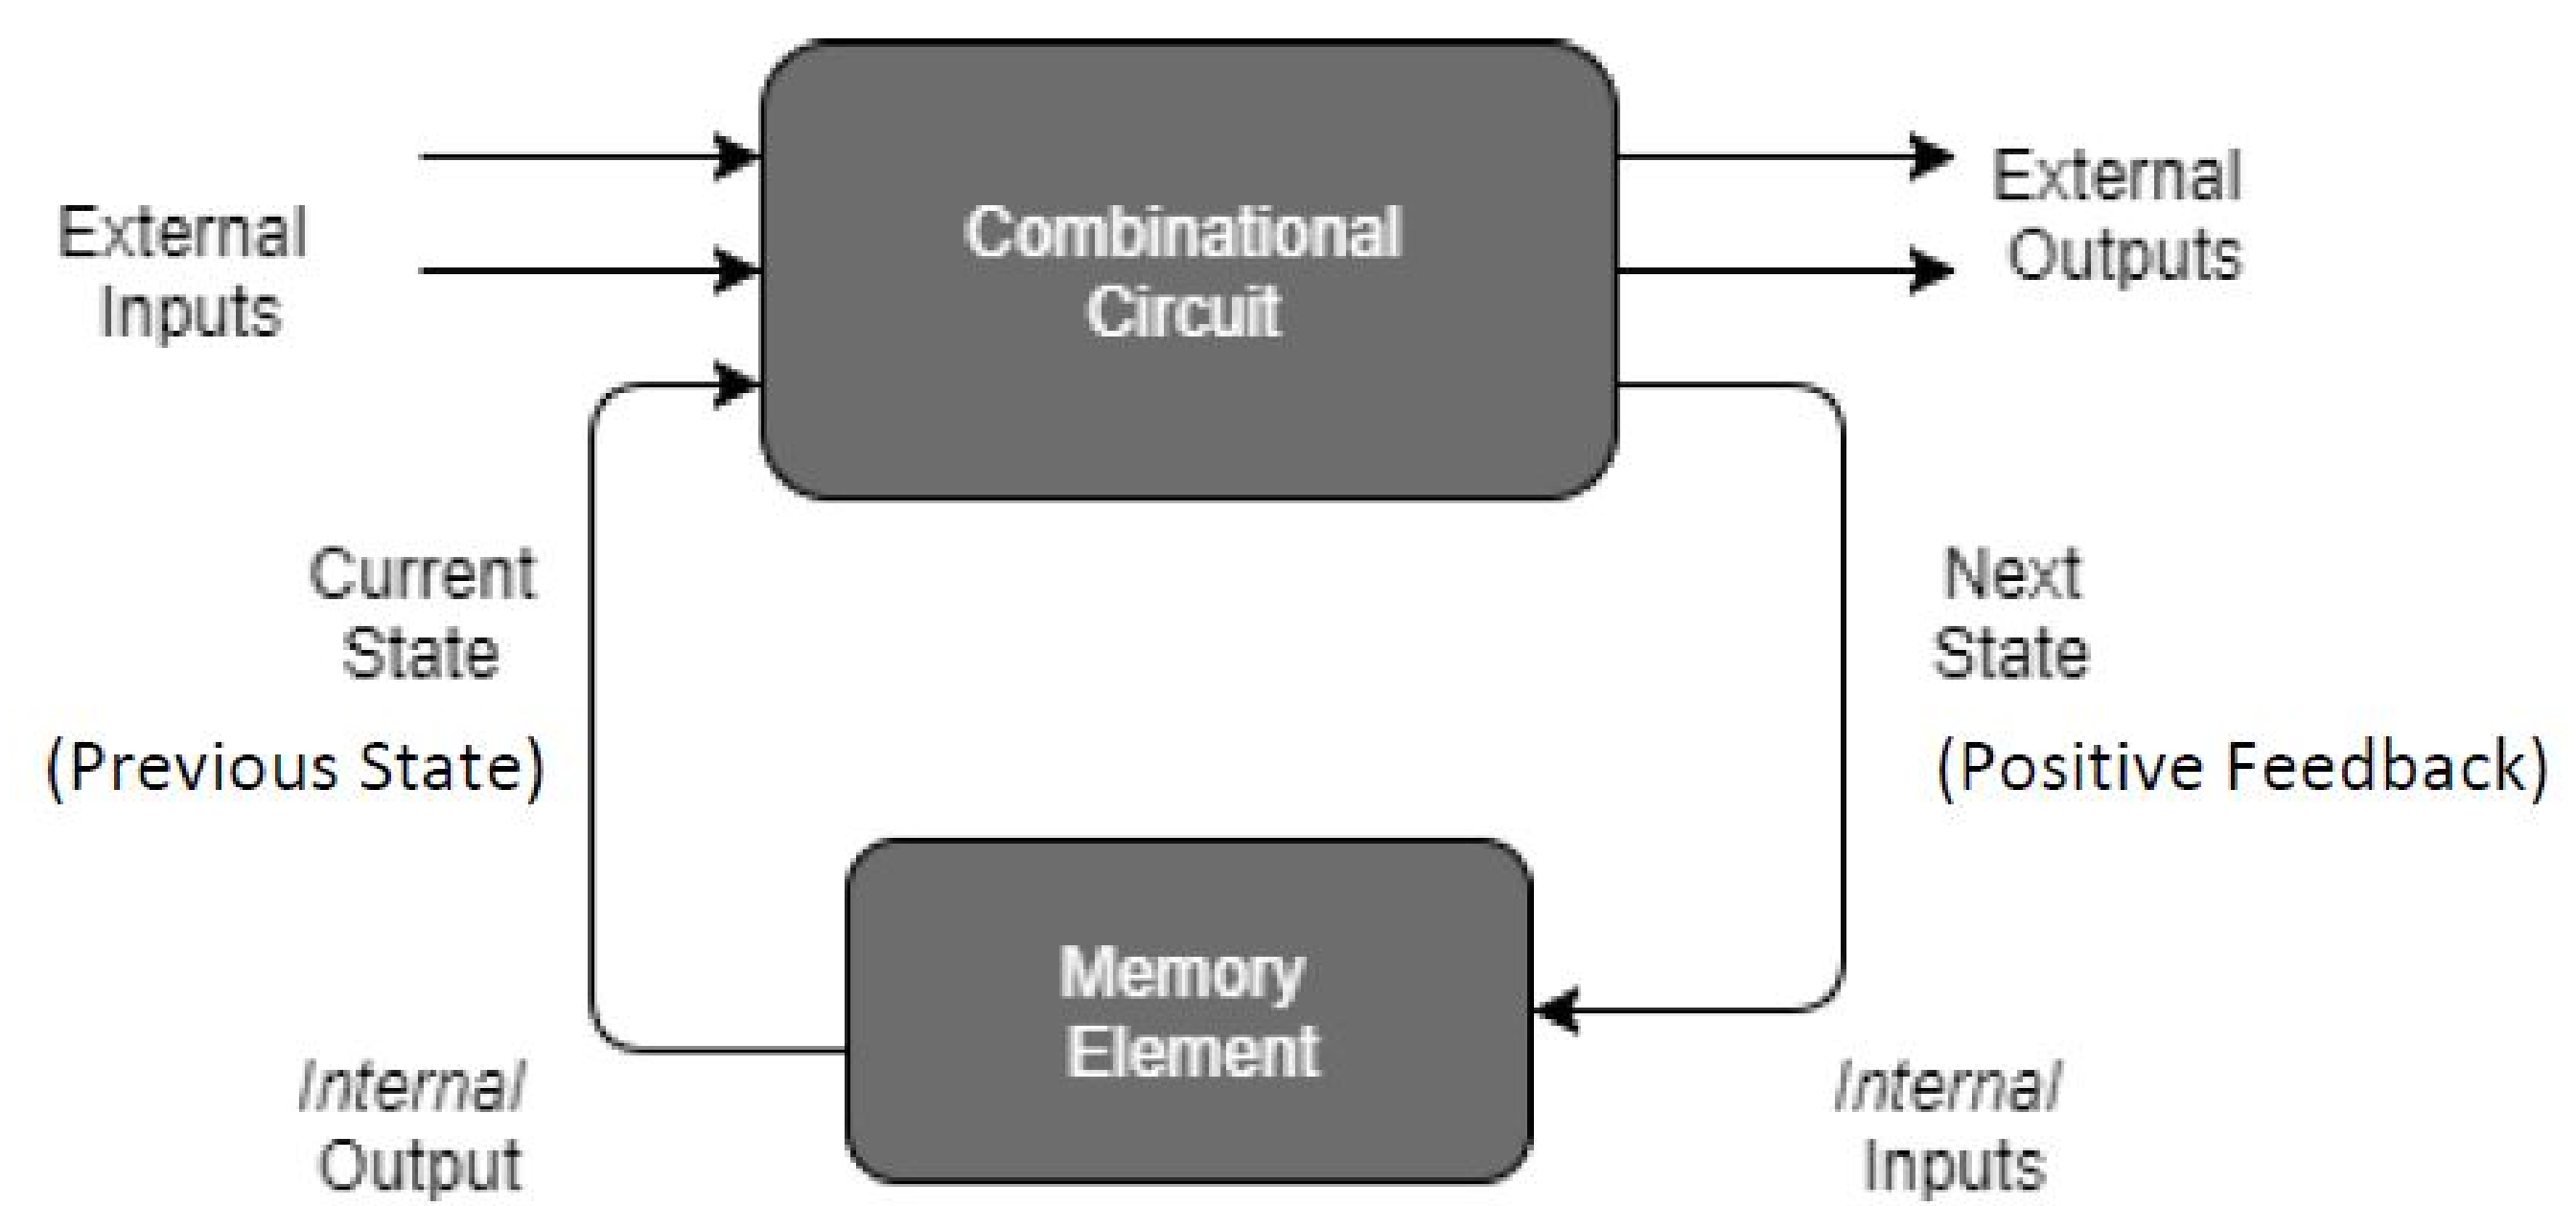 External
Inputs
Combinational
Circuit
External
Outputs
Current
State
(Previous State)
Next
State
(Positive Feedback)
Memory
Element
Internal
Output
Internal
Inputs